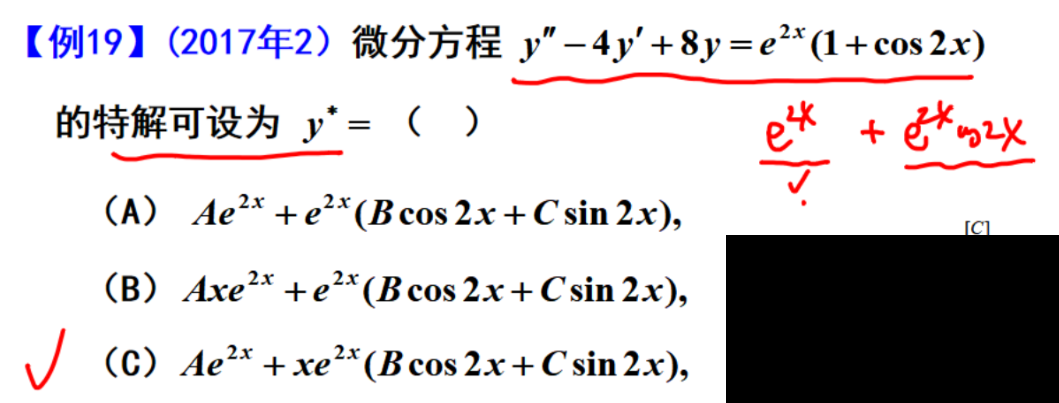 【例19】(2017年2) 微分方程 y″ − 4y′ + 8y = e^{2x}(1 + cos 2x)
的特解可设为 y* = ( )
e^{2x} + e^{2x}cos2x
(A) Ae^{2x} + e^{2x}(B cos 2x + C sin 2x),
[C]
(B) Axe^{2x} + e^{2x}(B cos 2x + C sin 2x),
(C) Ae^{2x} + xe^{2x}(B cos 2x + C sin 2x),